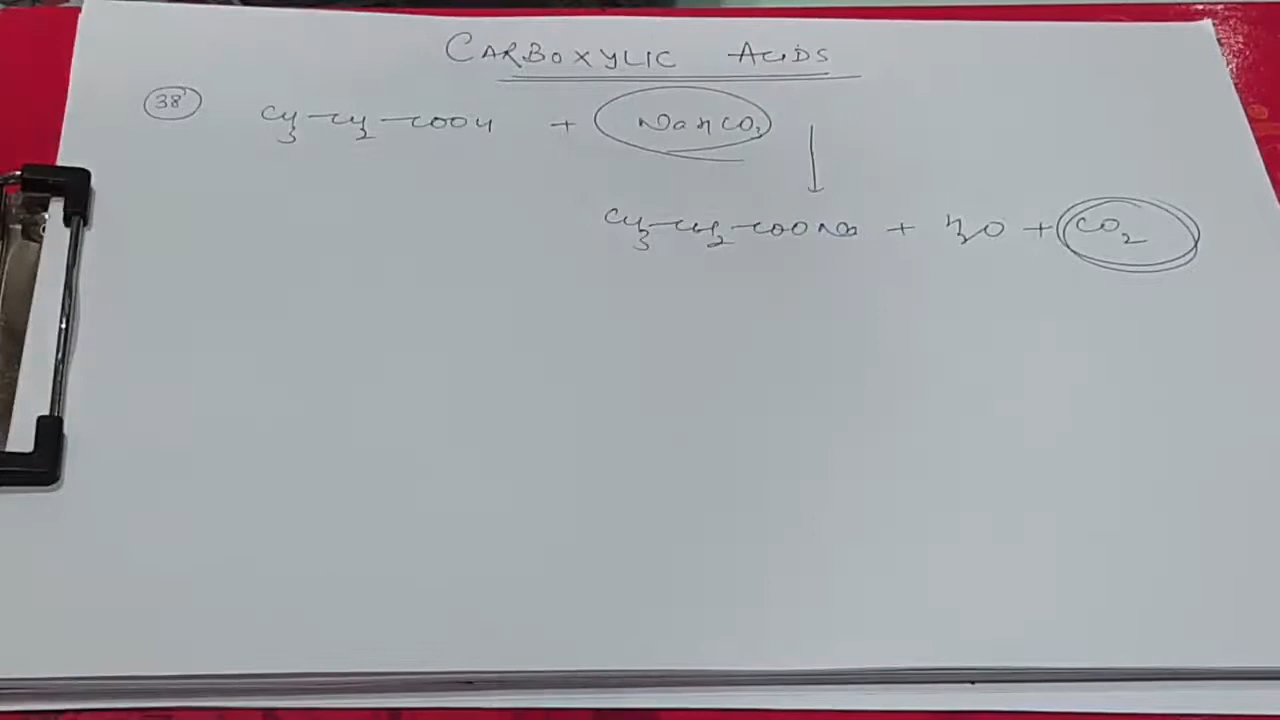 CARBOXYLIC ACIDS
38 CH3-CH2-COOH + NaHCO3
↓
CH3-CH2-COONa + H2O + CO2